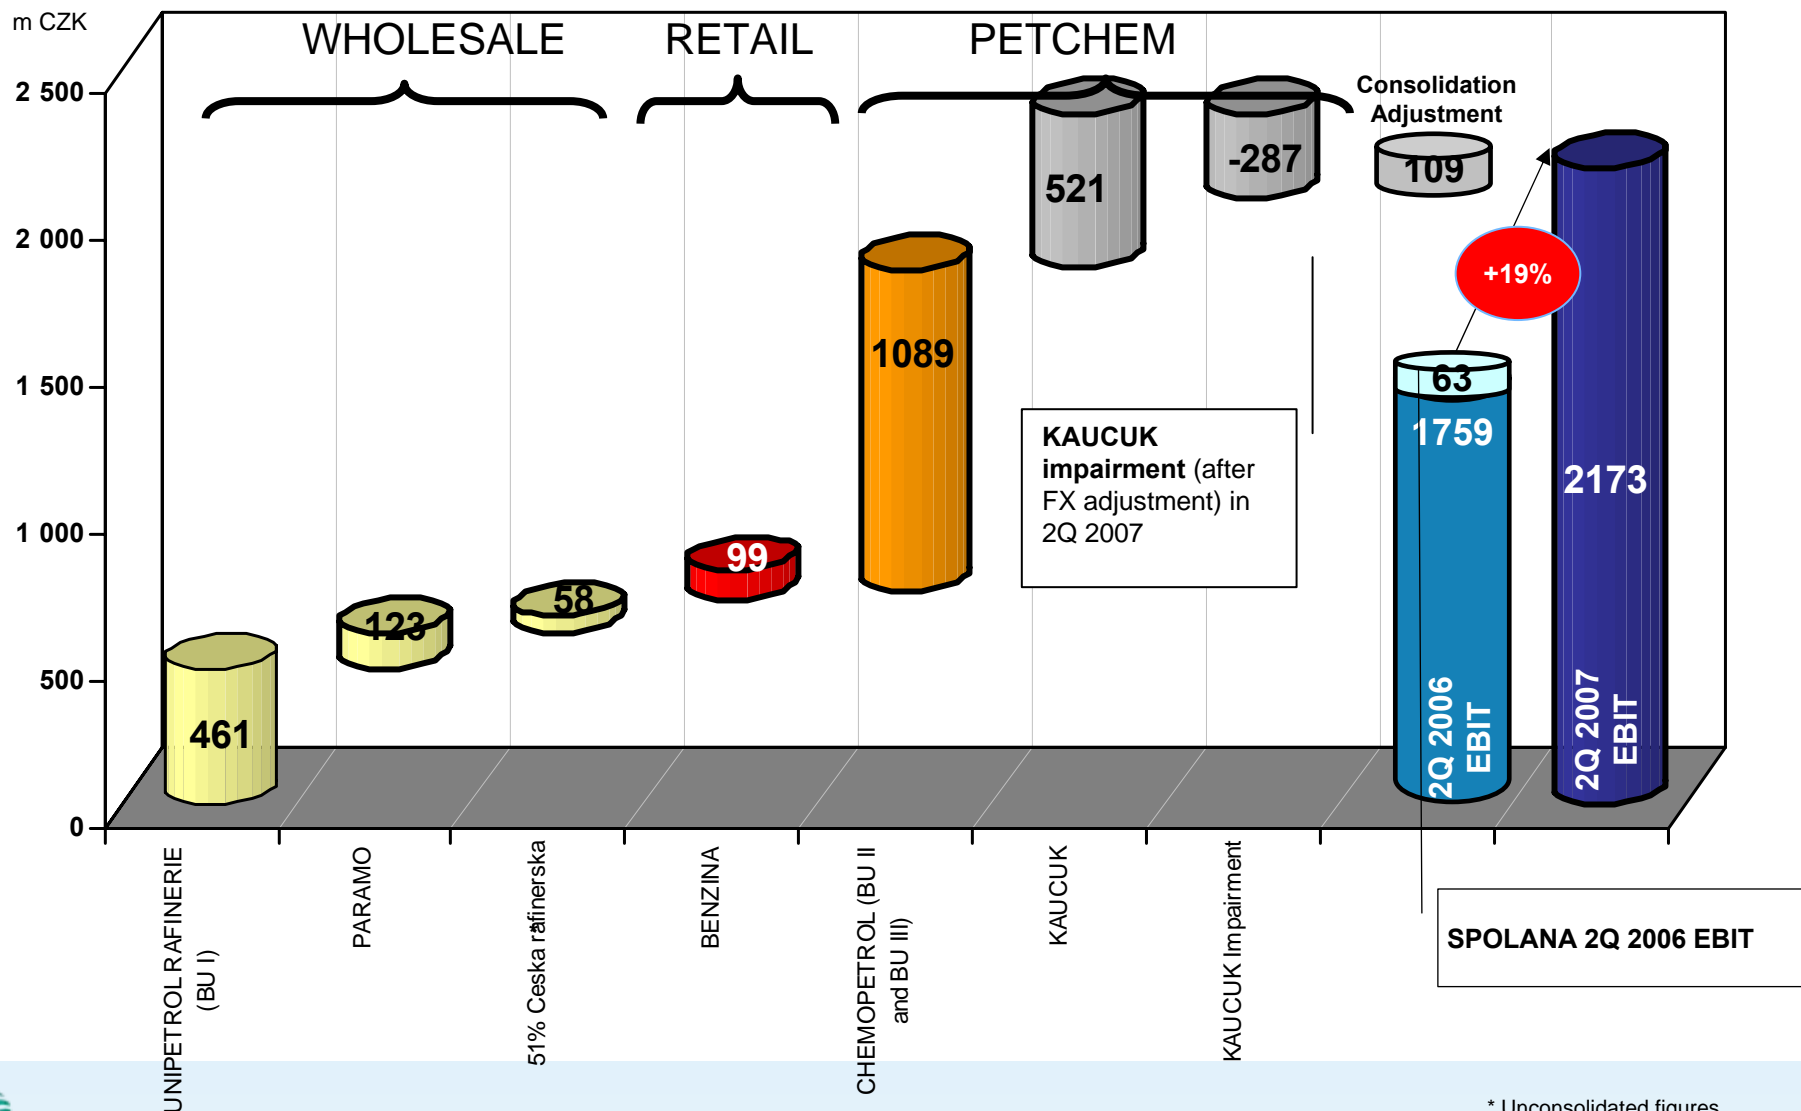 m CZK
WHOLESALE
RETAIL
PETCHEM
Consolidation
Adjustment
2 500
2 000
1 500
1 000
500
0
461
123
58
99
1089
521
-287
109
+19%
63
1759
2173
2Q 2006
EBIT
2Q 2007
EBIT
KAUCUK
impairment (after
FX adjustment) in
2Q 2007
SPOLANA 2Q 2006 EBIT
UNIPETROL RAFINERIE
(BU I)
PARAMO
51% Ceska rafinerska
BENZINA
CHEMOPETROL (BU II
and BU III)
KAUCUK
KAUCUK Impairment
* Unconsolidated figures